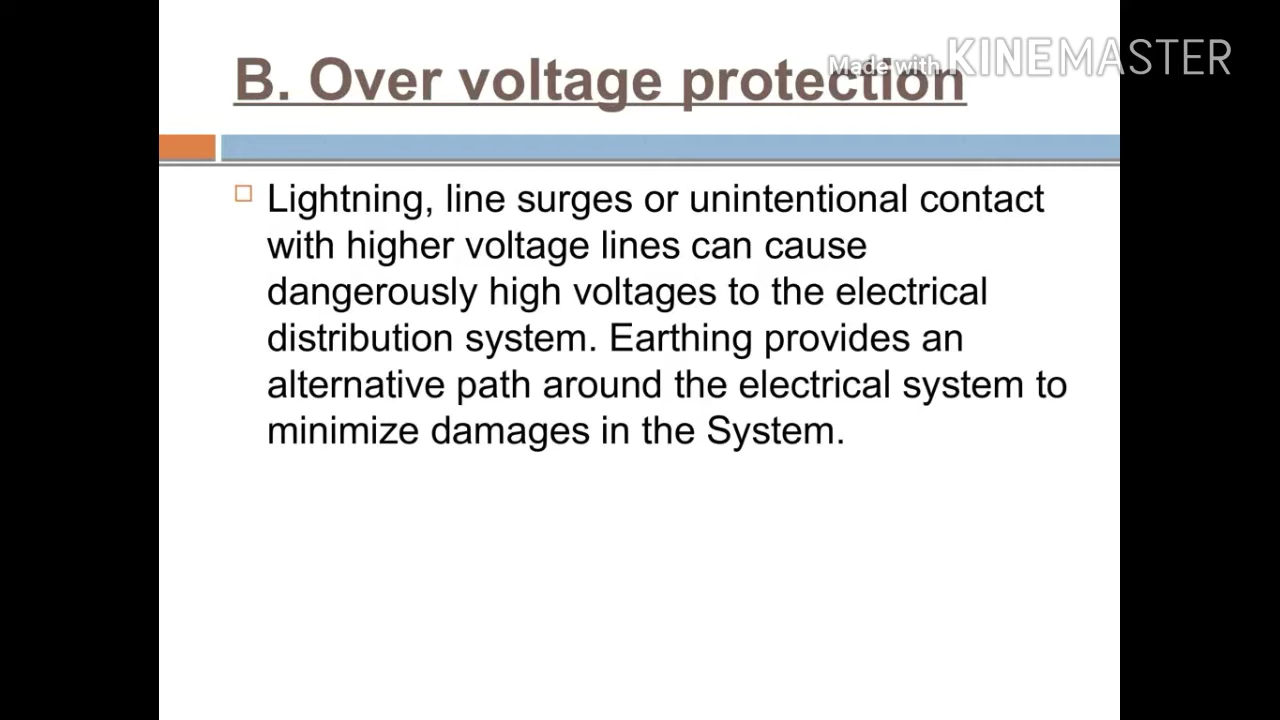 B. Over voltage protection
Made with KINEMASTER
Lightning, line surges or unintentional contact
with higher voltage lines can cause
dangerously high voltages to the electrical
distribution system. Earthing provides an
alternative path around the electrical system to
minimize damages in the System.